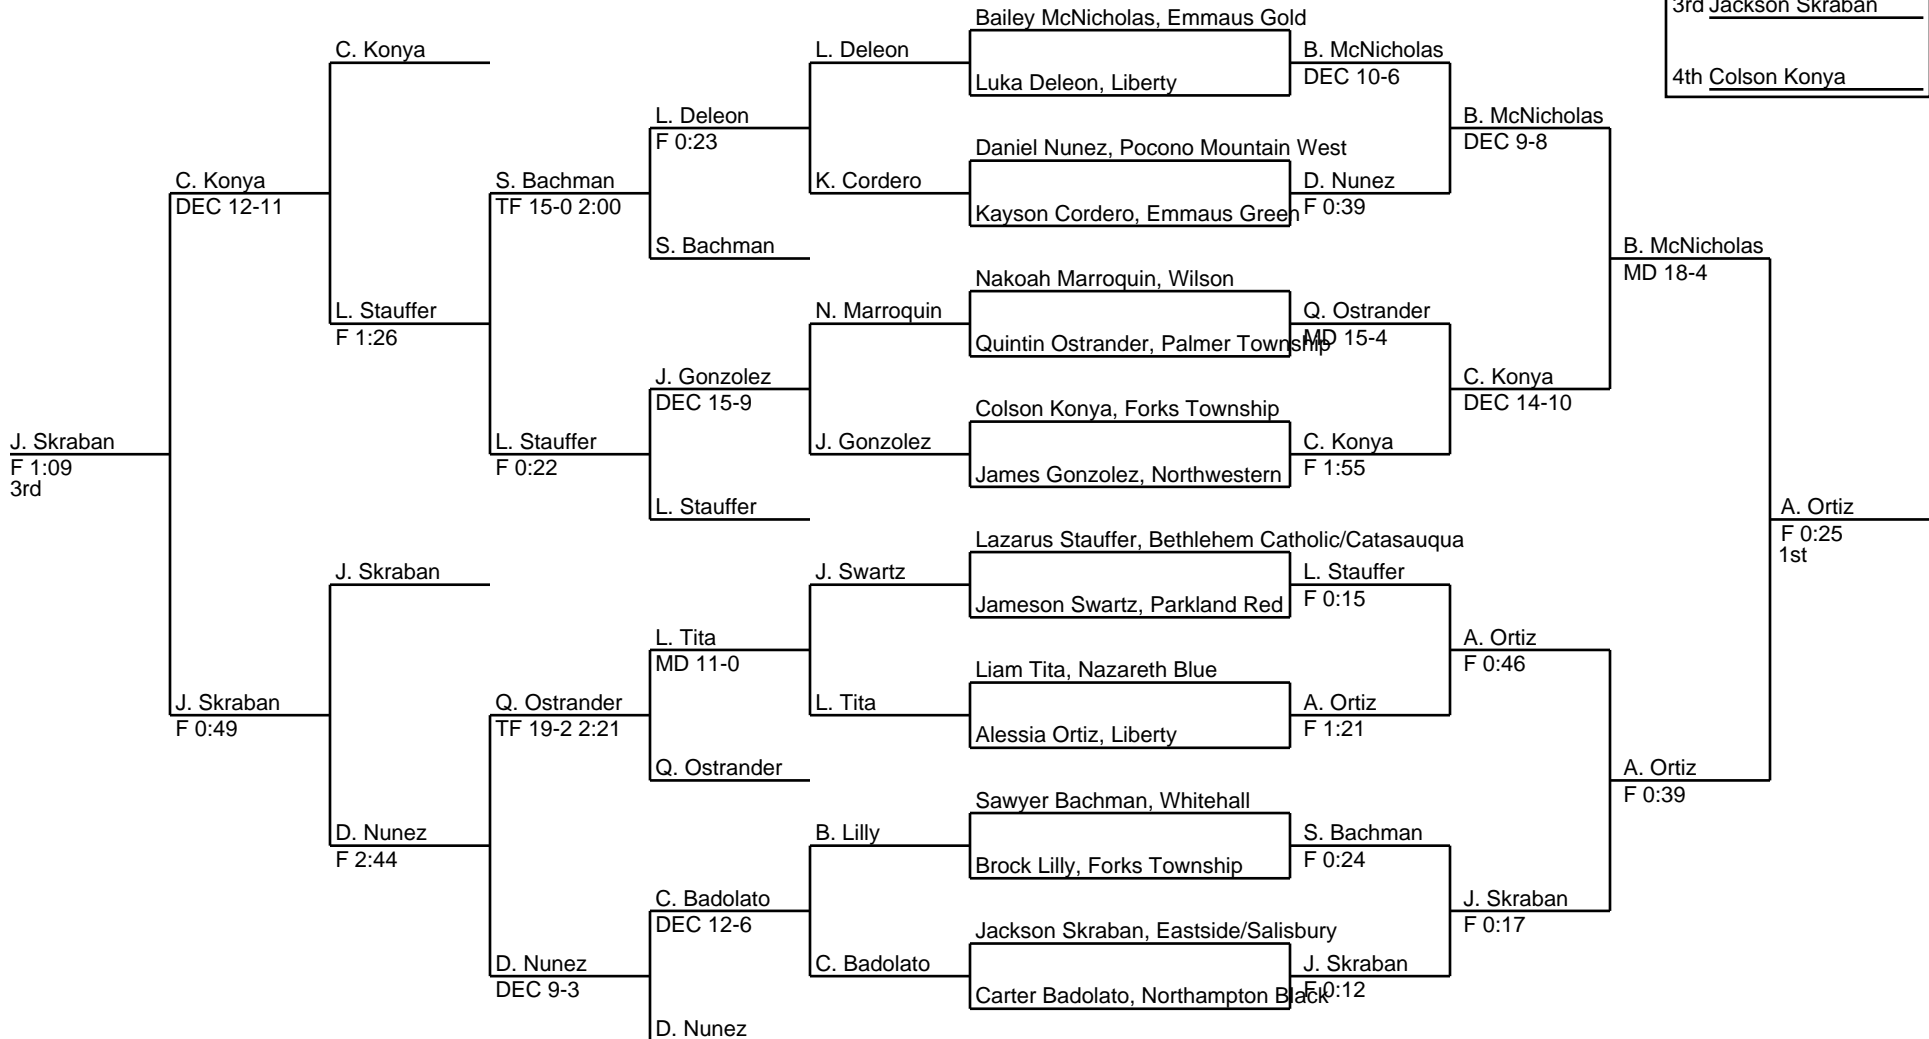 3rd Jackson Skraban
4th Colson Konya
J. Skraban
F 1:09
3rd
C. Konya
DEC 12-11
J. Skraban
F 0:49
C. Konya
L. Stauffer
F 1:26
J. Skraban
D. Nunez
F 2:44
S. Bachman
TF 15-0 2:00
L. Stauffer
F 0:22
Q. Ostrander
TF 19-2 2:21
D. Nunez
DEC 9-3
L. Deleon
F 0:23
S. Bachman
J. Gonzolez
DEC 15-9
L. Stauffer
L. Tita
MD 11-0
Q. Ostrander
C. Badolato
DEC 12-6
D. Nunez
L. Deleon
K. Cordero
N. Marroquin
J. Gonzolez
J. Swartz
L. Tita
B. Lilly
C. Badolato
Bailey McNicholas, Emmaus Gold
Luka Deleon, Liberty
Daniel Nunez, Pocono Mountain West
Kayson Cordero, Emmaus Green
Nakoah Marroquin, Wilson
Quintin Ostrander, Palmer Township
Colson Konya, Forks Township
James Gonzolez, Northwestern
Lazarus Stauffer, Bethlehem Catholic/Catasauqua
Jameson Swartz, Parkland Red
Liam Tita, Nazareth Blue
Alessia Ortiz, Liberty
Sawyer Bachman, Whitehall
Brock Lilly, Forks Township
Jackson Skraban, Eastside/Salisbury
Carter Badolato, Northampton Black
B. McNicholas
DEC 10-6
D. Nunez
F 0:39
Q. Ostrander
MD 15-4
C. Konya
F 1:55
L. Stauffer
F 0:15
A. Ortiz
F 1:21
S. Bachman
F 0:24
J. Skraban
F 0:12
B. McNicholas
DEC 9-8
C. Konya
DEC 14-10
A. Ortiz
F 0:46
J. Skraban
F 0:17
B. McNicholas
MD 18-4
A. Ortiz
F 0:39
A. Ortiz
F 0:25
1st